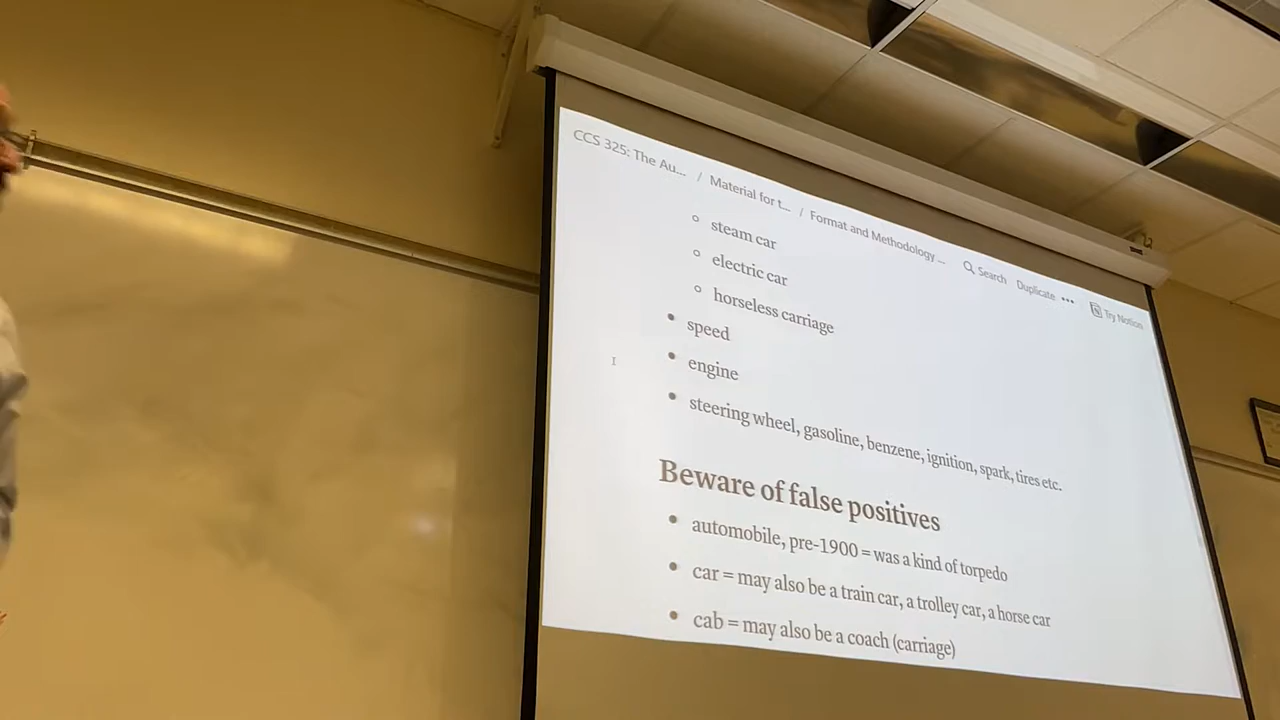 CCS 325: The Au... / Material for t... / Format and Methodology ... Search Duplicate ••• Try Notion
steam car
electric car
horseless carriage
speed
engine
steering wheel, gasoline, benzene, ignition, spark, tires etc.
Beware of false positives
automobile, pre-1900 = was a kind of torpedo
car = may also be a train car, a trolley car, a horse car
cab = may also be a coach (carriage)